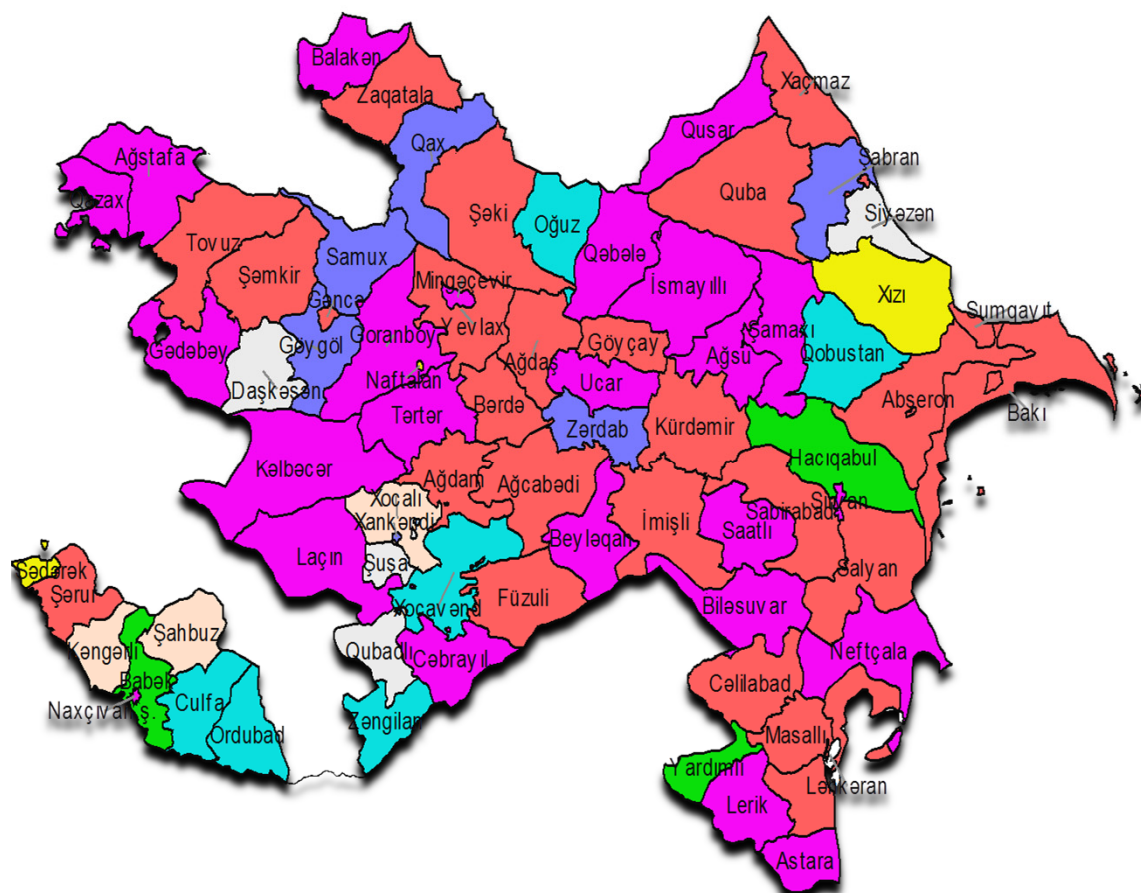 Balakən
Zaqatala
Xaçmaz
Qax
Qusar
Ağstafa
Şabran
Quba
Qazax
Siyəzən
Şəki
Oğuz
Tovuz
Qəbələ
Samux
Şəmkir
Mingəçevir
İsmayıllı
Xızı
Gəncə
Sumqayıt
Goranboy
Yevlax
Şamaxı
Göygöl
Göyçay
Gədəbəy
Ağdaş
Ağsu
Qobustan
Naftalan
Ucar
Daşkəsən
Abşeron
Bərdə
Bakı
Tərtər
Zərdab
Kürdəmir
Hacıqabul
Kəlbəcər
Ağdam
Ağcabədi
Xocalı
Şirvan
Sabirabad
Xankəndi
İmişli
Saatlı
Beyləqan
Laçın
Şuşa
Salyan
Sədərək
Şərur
Füzuli
Xocavənd
Biləsuvar
Şahbuz
Kəngərli
Qubadlı
Neftçala
Cəbrayıl
Babək
Cəlilabad
Culfa
Naxçıvan ş.
Zəngilan
Ordubad
Masallı
Yardımlı
Lənkəran
Lerik
Astara